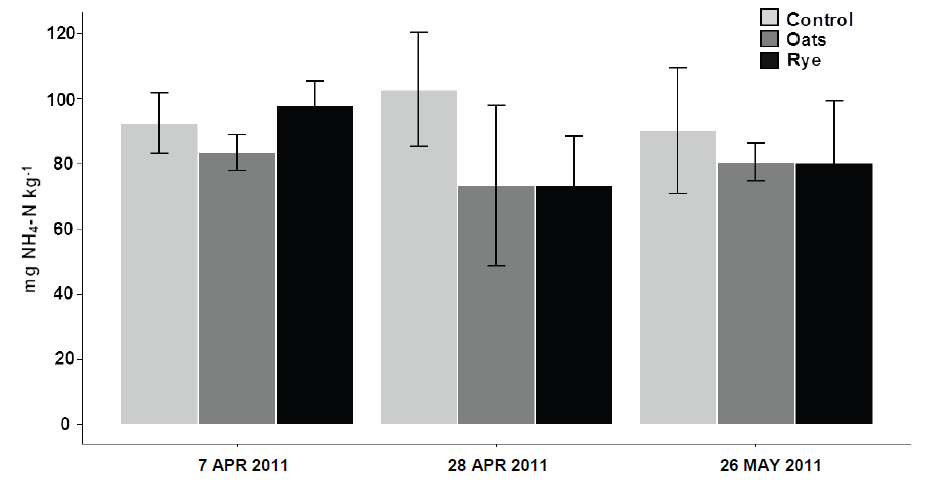 Control
Oats
Rye
mg NH₄-N kg⁻¹
120
100
80
60
40
20
0
7 APR 2011
28 APR 2011
26 MAY 2011